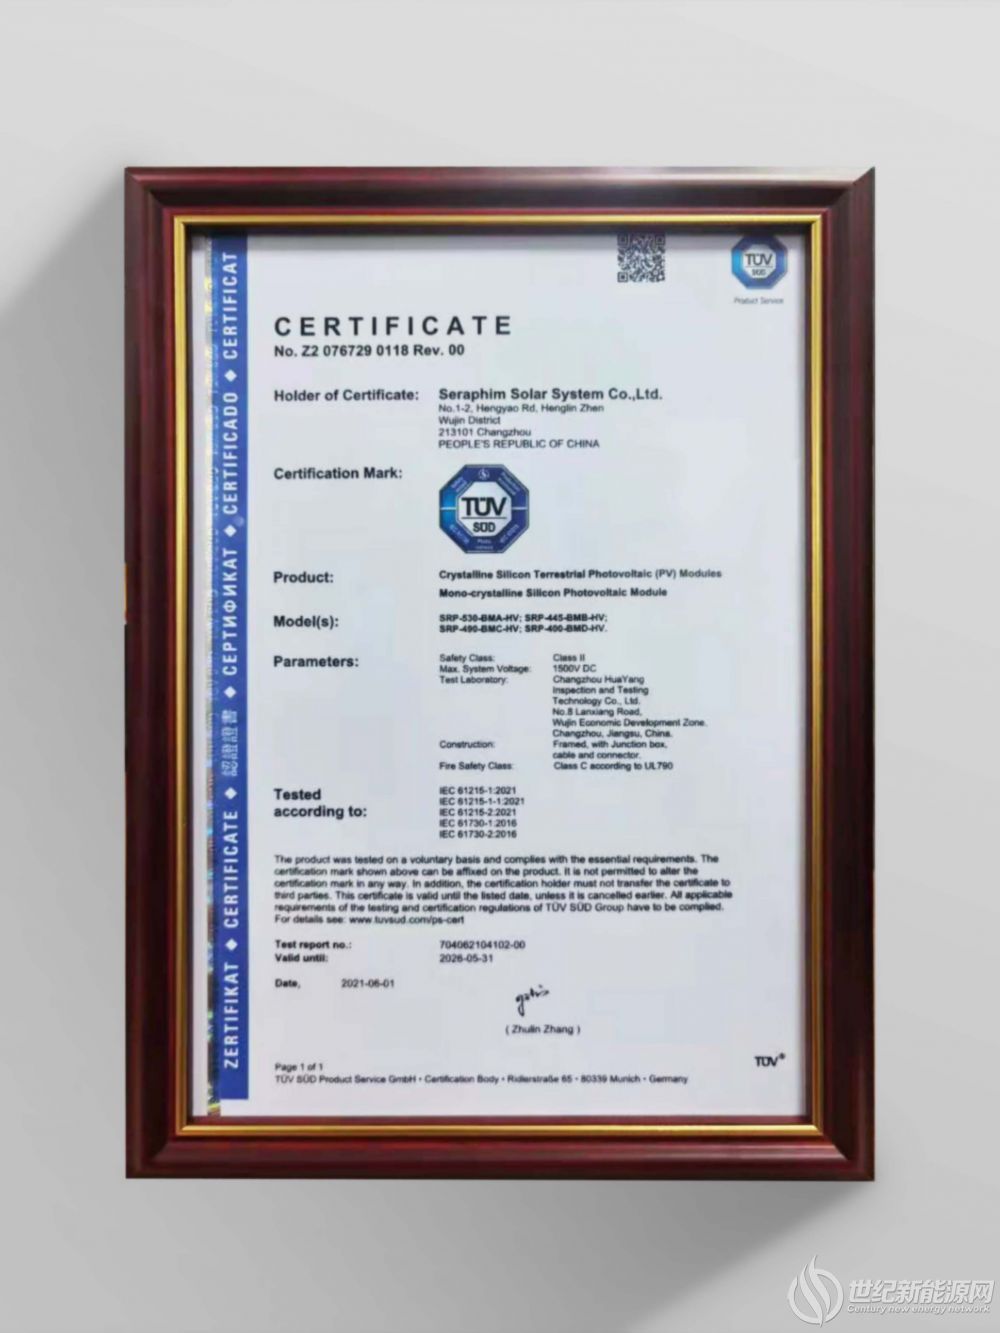 TÜV
SÜD
Product Service
CERTIFICATE
No. Z2 076729 0118 Rev. 00
Holder of Certificate: Seraphim Solar System Co.,Ltd.
No.1-2, Hengyao Rd, Henglin Zhen
Wujin District
213101 Changzhou
PEOPLE'S REPUBLIC OF CHINA
Certification Mark:
TÜV
SÜD
Product: Crystalline Silicon Terrestrial Photovoltaic (PV) Modules
Mono-crystalline Silicon Photovoltaic Module
Model(s): SRP-530-BMA-HV; SRP-445-BMB-HV;
SRP-490-BMC-HV; SRP-400-BMD-HV.
Parameters: Safety Class: Class II
Max. System Voltage: 1500V DC
Test Laboratory: Changzhou HuaYang
Inspection and Testing
Technology Co., Ltd.
No.8 Lanxiang Road,
Wujin Economic Development Zone,
Changzhou, Jiangsu, China.
Construction: Framed, with Junction box,
cable and connector.
Fire Safety Class: Class C according to UL790
Tested
according to:
IEC 61215-1:2021
IEC 61215-1-1:2021
IEC 61215-2:2021
IEC 61730-1:2016
IEC 61730-2:2016
The product was tested on a voluntary basis and complies with the essential requirements. The
certification mark shown above can be affixed on the product. It is not permitted to alter the
certification mark in any way. In addition, the certification holder must not transfer the certificate to
third parties. This certificate is valid until the listed date, unless it is cancelled earlier. All applicable
requirements of the testing and certification regulations of TÜV SÜD Group have to be complied.
For details see: www.tuvsud.com/ps-cert
Test report no.: 704062104102-00
Valid until: 2026-05-31
Date, 2021-06-01
( Zhulin Zhang )
Page 1 of 1
TÜV SÜD Product Service GmbH • Certification Body • Ridlerstraße 65 • 80339 Munich • Germany
TÜV®
ZERTIFIKAT ◆ CERTIFICATE ◆ 認證證書 ◆ СЕРТИФИКАТ ◆ CERTIFICADO ◆ CERTIFICAT
世纪新能源网
Century new energy network